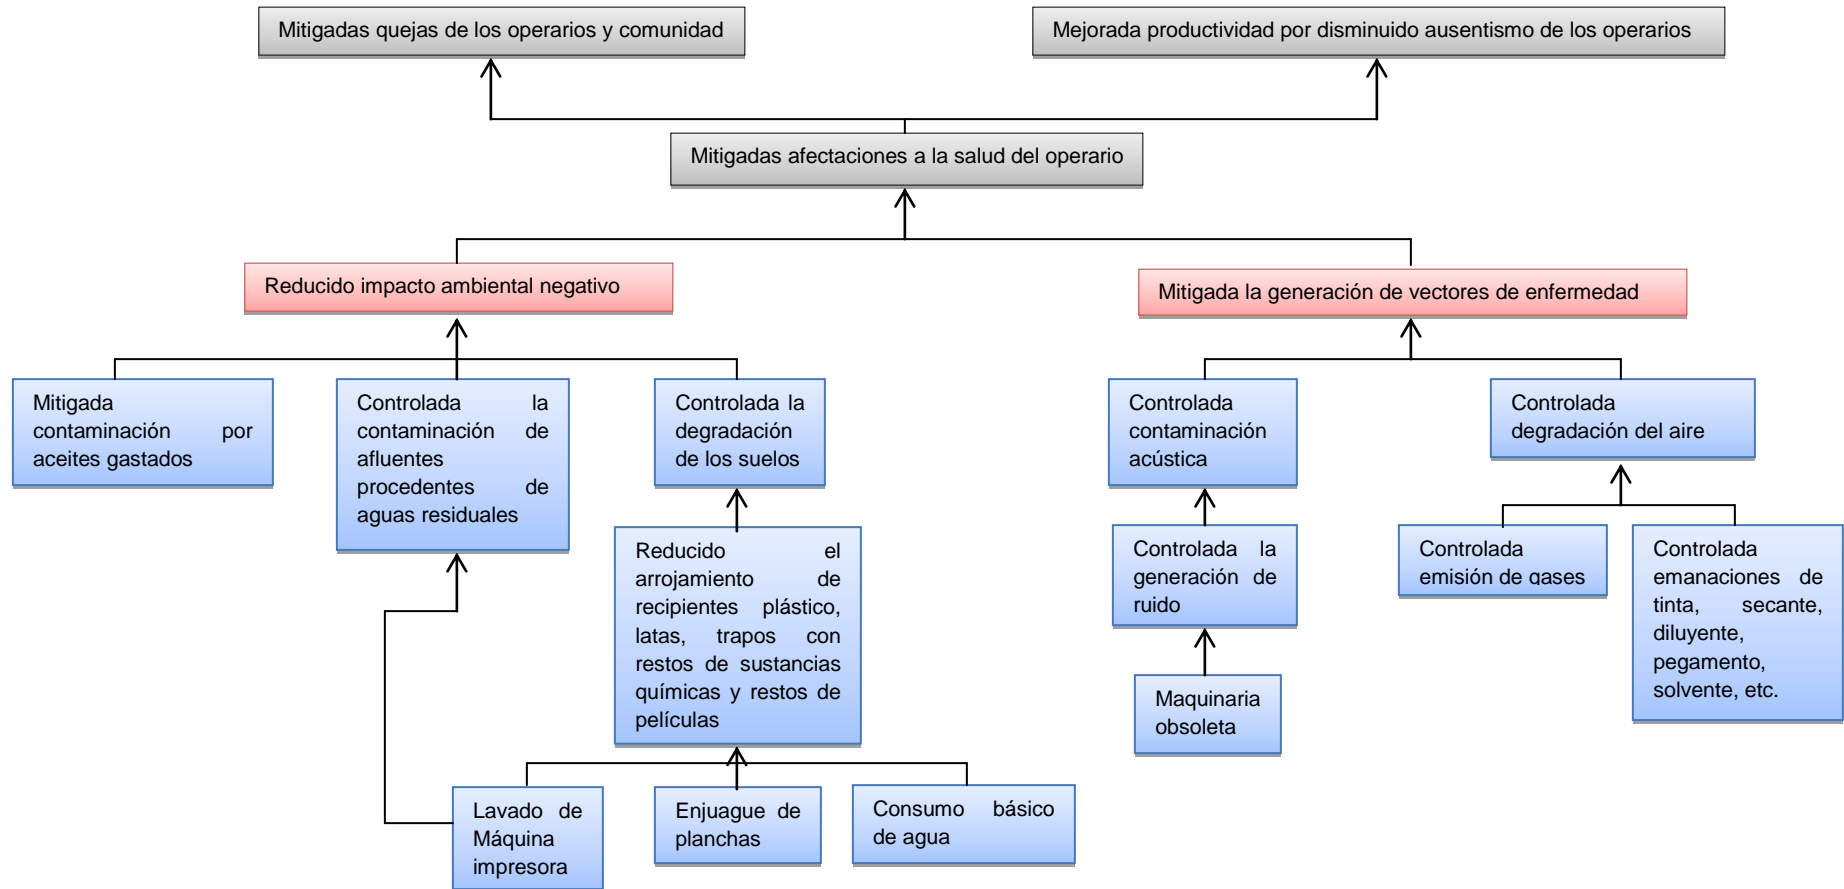 Mitigadas quejas de los operarios y comunidad
Mejorada productividad por disminuido ausentismo de los operarios
Mitigadas afectaciones a la salud del operario
Reducido impacto ambiental negativo
Mitigada la generación de vectores de enfermedad
Mitigada
contaminación por
aceites gastados
Controlada la
contaminación de
afluentes
procedentes de
aguas residuales
Controlada la
degradación
de los suelos
Controlada
contaminación
acústica
Controlada
degradación del aire
Reducido el
arrojamiento de
recipientes plástico,
latas, trapos con
restos de sustancias
químicas y restos de
películas
Controlada la
generación de
ruido
Controlada
emisión de gases
Controlada
emanaciones de
tinta, secante,
diluyente,
pegamento,
solvente, etc.
Maquinaria
obsoleta
Lavado de
Máquina
impresora
Enjuague de
planchas
Consumo básico
de agua